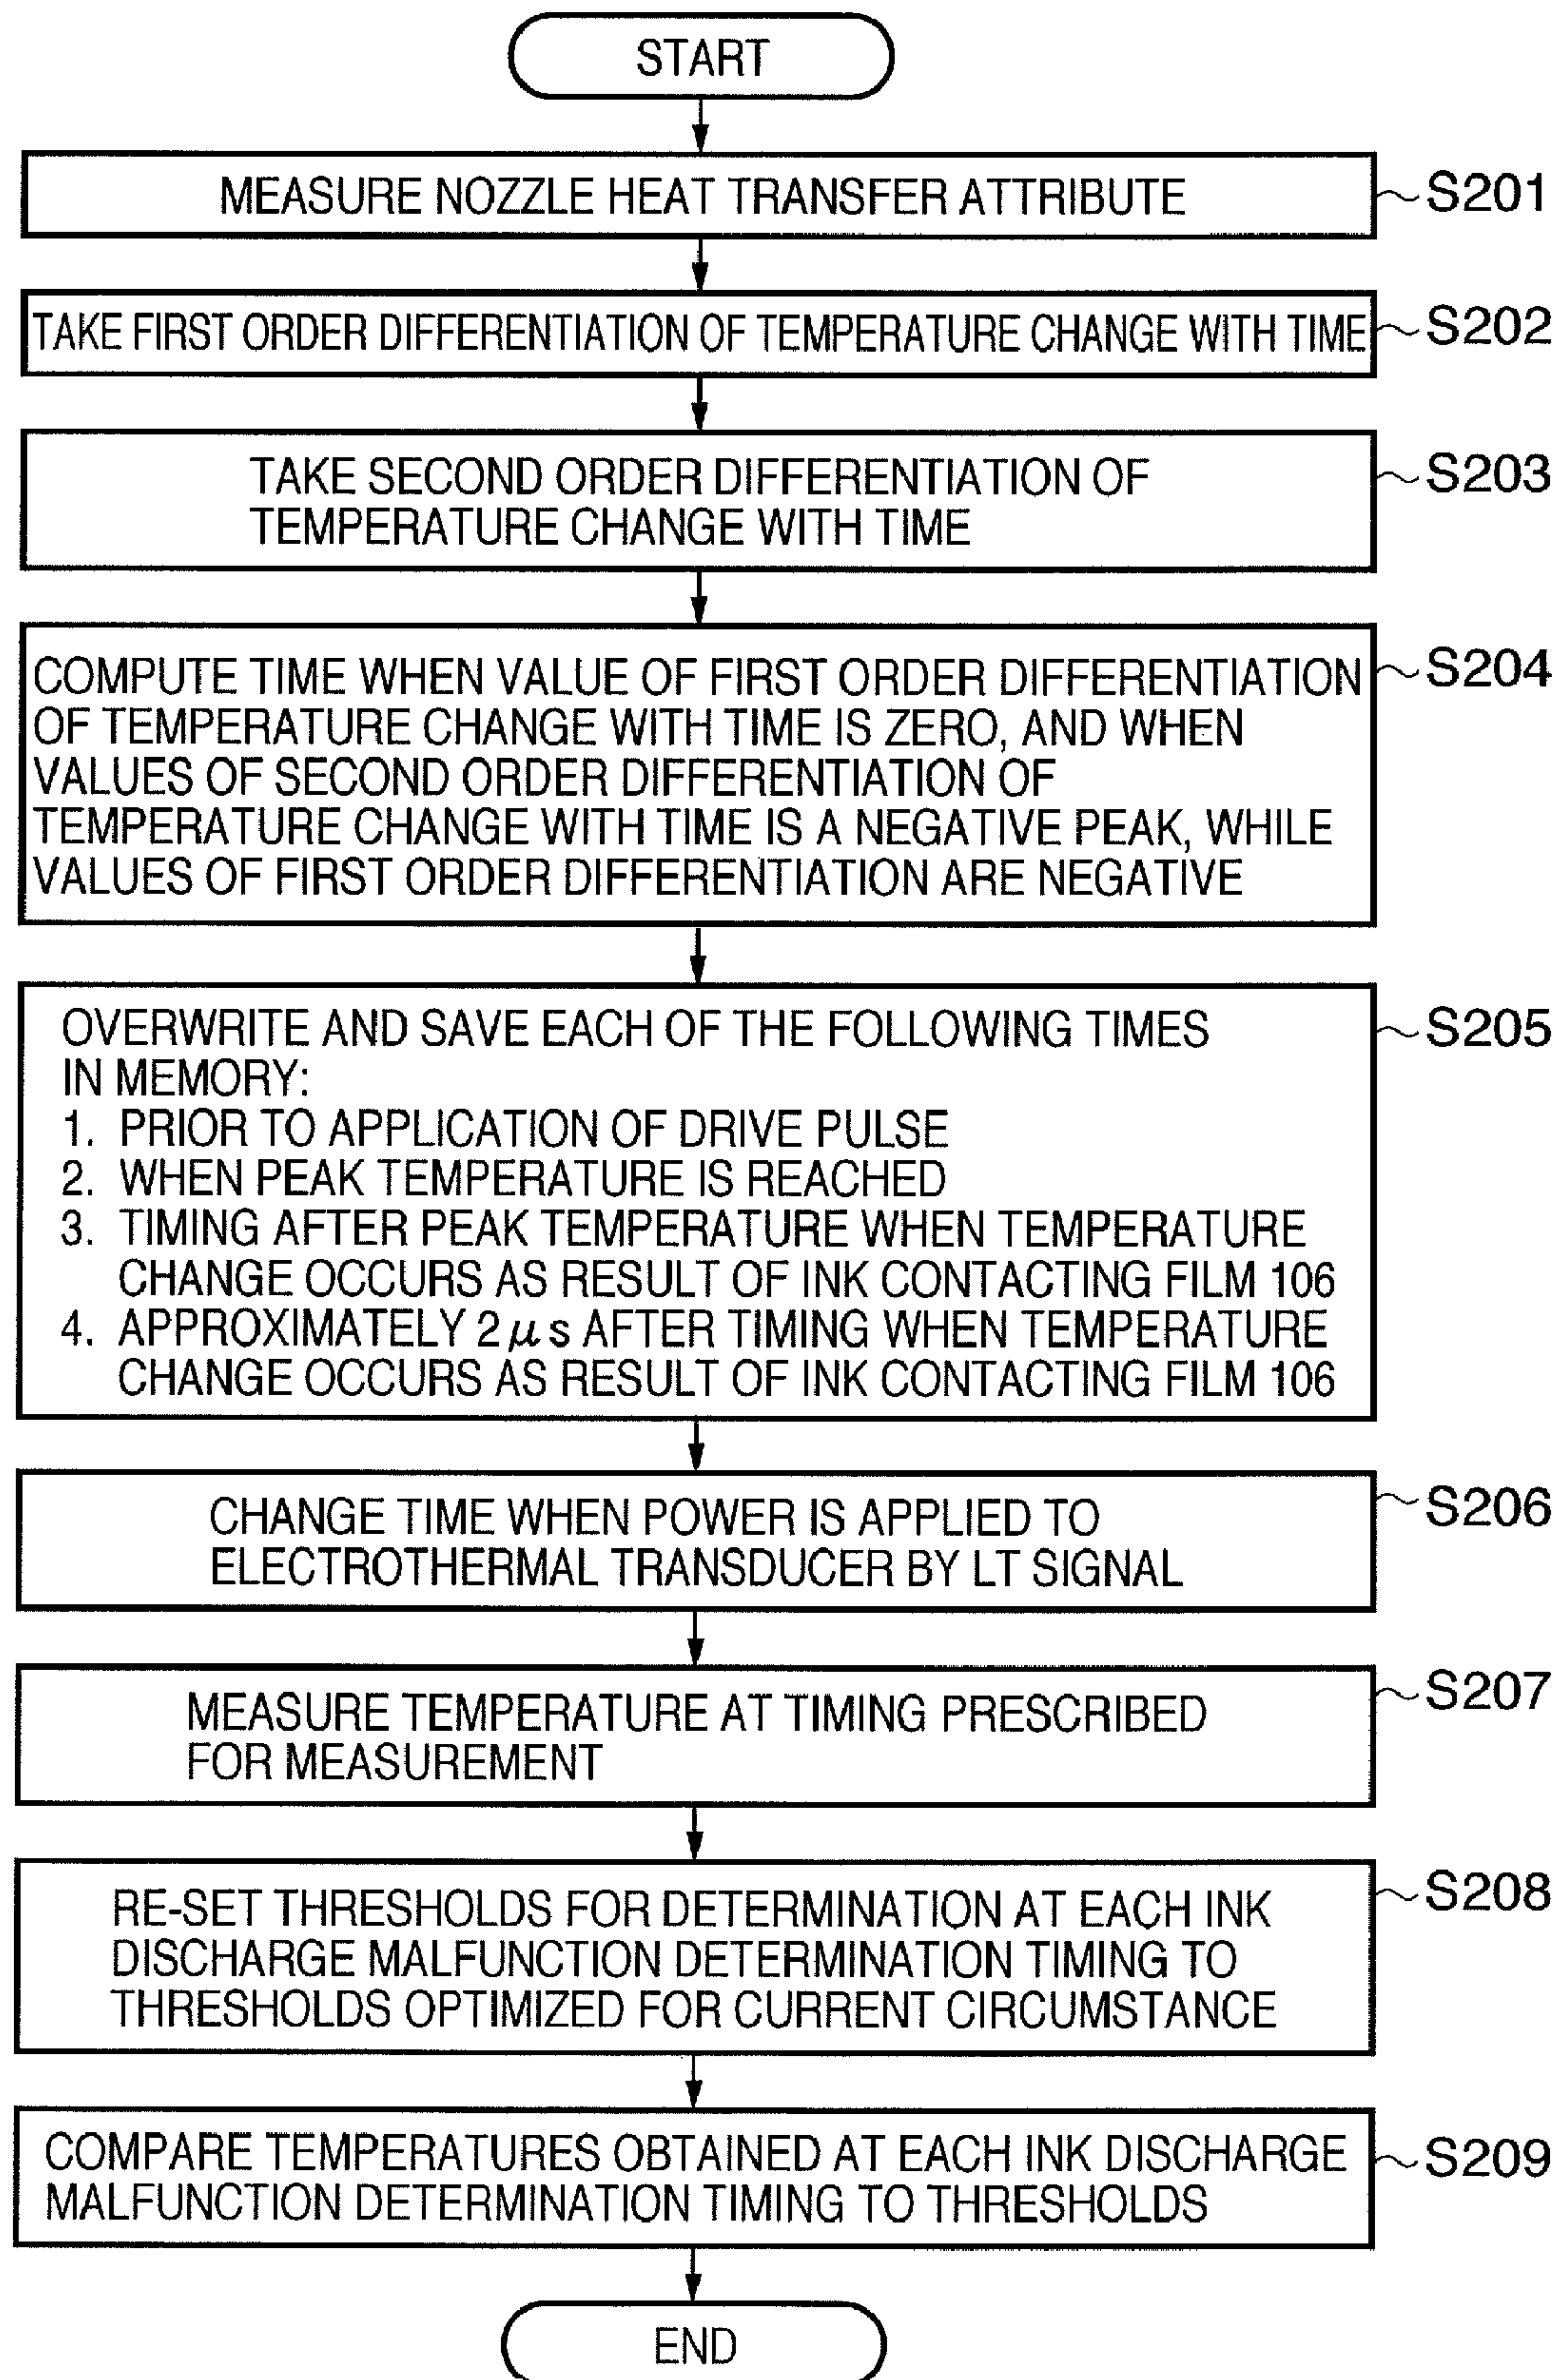 START
MEASURE NOZZLE HEAT TRANSFER ATTRIBUTE
S201
TAKE FIRST ORDER DIFFERENTIATION OF TEMPERATURE CHANGE WITH TIME
S202
TAKE SECOND ORDER DIFFERENTIATION OF
TEMPERATURE CHANGE WITH TIME
S203
COMPUTE TIME WHEN VALUE OF FIRST ORDER DIFFERENTIATION
OF TEMPERATURE CHANGE WITH TIME IS ZERO, AND WHEN
VALUES OF SECOND ORDER DIFFERENTIATION OF
TEMPERATURE CHANGE WITH TIME IS A NEGATIVE PEAK, WHILE
VALUES OF FIRST ORDER DIFFERENTIATION ARE NEGATIVE
S204
OVERWRITE AND SAVE EACH OF THE FOLLOWING TIMES
IN MEMORY:
1. PRIOR TO APPLICATION OF DRIVE PULSE
2. WHEN PEAK TEMPERATURE IS REACHED
3. TIMING AFTER PEAK TEMPERATURE WHEN TEMPERATURE
CHANGE OCCURS AS RESULT OF INK CONTACTING FILM 106
4. APPROXIMATELY 2μs AFTER TIMING WHEN TEMPERATURE
CHANGE OCCURS AS RESULT OF INK CONTACTING FILM 106
S205
CHANGE TIME WHEN POWER IS APPLIED TO
ELECTROTHERMAL TRANSDUCER BY LT SIGNAL
S206
MEASURE TEMPERATURE AT TIMING PRESCRIBED
FOR MEASUREMENT
S207
RE-SET THRESHOLDS FOR DETERMINATION AT EACH INK
DISCHARGE MALFUNCTION DETERMINATION TIMING TO
THRESHOLDS OPTIMIZED FOR CURRENT CIRCUMSTANCE
S208
COMPARE TEMPERATURES OBTAINED AT EACH INK DISCHARGE
MALFUNCTION DETERMINATION TIMING TO THRESHOLDS
S209
END